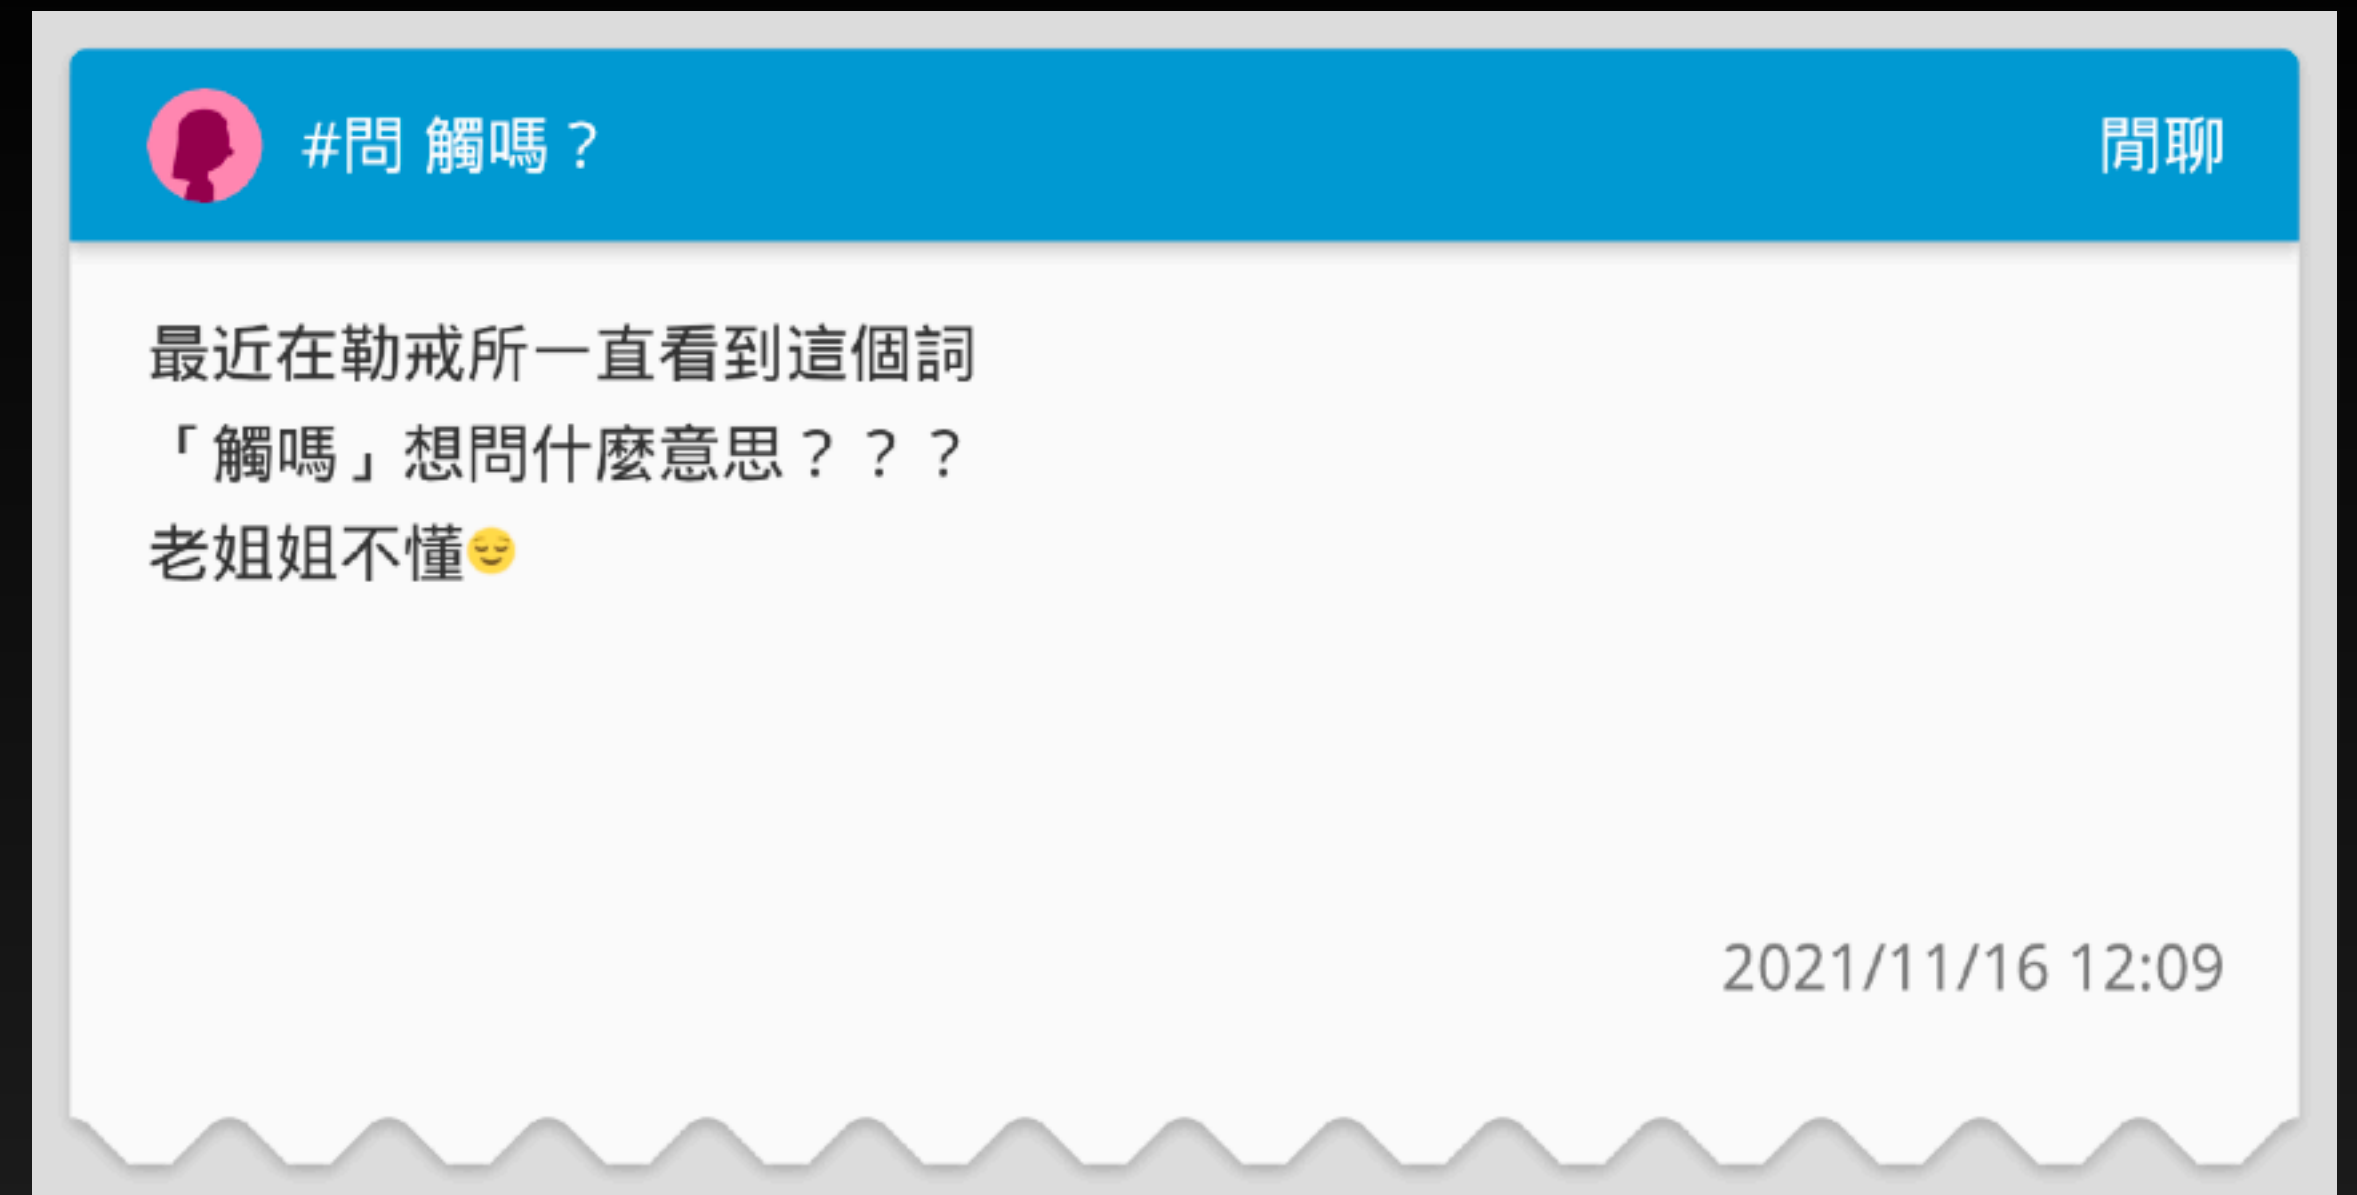 #問 觸嗎？
閒聊
最近在勒戒所一直看到這個詞
「觸嗎」想問什麼意思？？？
老姐姐不懂😌
2021/11/16 12:09